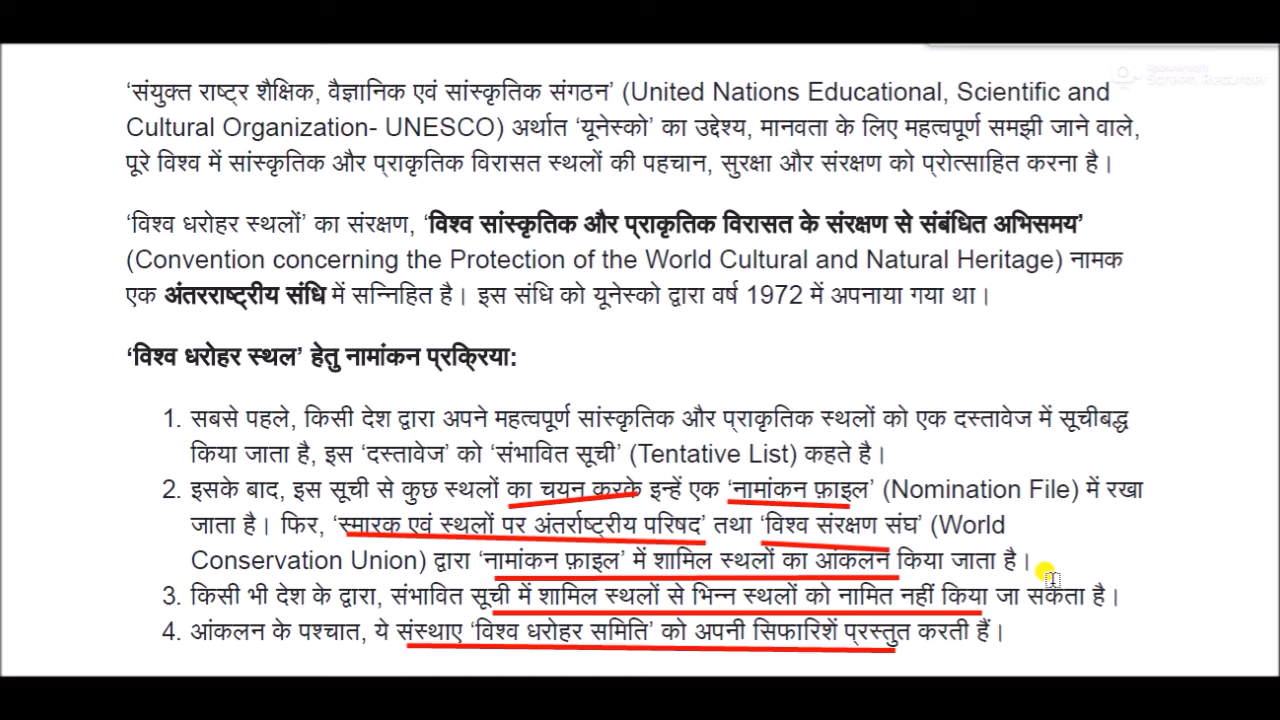 ‘संयुक्त राष्ट्र शैक्षिक, वैज्ञानिक एवं सांस्कृतिक संगठन’ (United Nations Educational, Scientific and
Cultural Organization- UNESCO) अर्थात ‘यूनेस्को’ का उद्देश्य, मानवता के लिए महत्वपूर्ण समझी जाने वाले,
पूरे विश्व में सांस्कृतिक और प्राकृतिक विरासत स्थलों की पहचान, सुरक्षा और संरक्षण को प्रोत्साहित करना है।
‘विश्व धरोहर स्थलों’ का संरक्षण, ‘विश्व सांस्कृतिक और प्राकृतिक विरासत के संरक्षण से संबंधित अभिसमय’
(Convention concerning the Protection of the World Cultural and Natural Heritage) नामक
एक अंतरराष्ट्रीय संधि में सन्निहित है। इस संधि को यूनेस्को द्वारा वर्ष 1972 में अपनाया गया था।
‘विश्व धरोहर स्थल’ हेतु नामांकन प्रक्रिया:
1. सबसे पहले, किसी देश द्वारा अपने महत्वपूर्ण सांस्कृतिक और प्राकृतिक स्थलों को एक दस्तावेज में सूचीबद्ध
किया जाता है, इस ‘दस्तावेज’ को ‘संभावित सूची’ (Tentative List) कहते है।
2. इसके बाद, इस सूची से कुछ स्थलों का चयन करके इन्हें एक ‘नामांकन फ़ाइल’ (Nomination File) में रखा
जाता है। फिर, ‘स्मारक एवं स्थलों पर अंतर्राष्ट्रीय परिषद’ तथा ‘विश्व संरक्षण संघ’ (World
Conservation Union) द्वारा ‘नामांकन फ़ाइल’ में शामिल स्थलों का आंकलन किया जाता है।
3. किसी भी देश के द्वारा, संभावित सूची में शामिल स्थलों से भिन्न स्थलों को नामित नहीं किया जा सकता है।
4. आंकलन के पश्चात, ये संस्थाए ‘विश्व धरोहर समिति’ को अपनी सिफारिशें प्रस्तुत करती हैं।
Screen Recorder